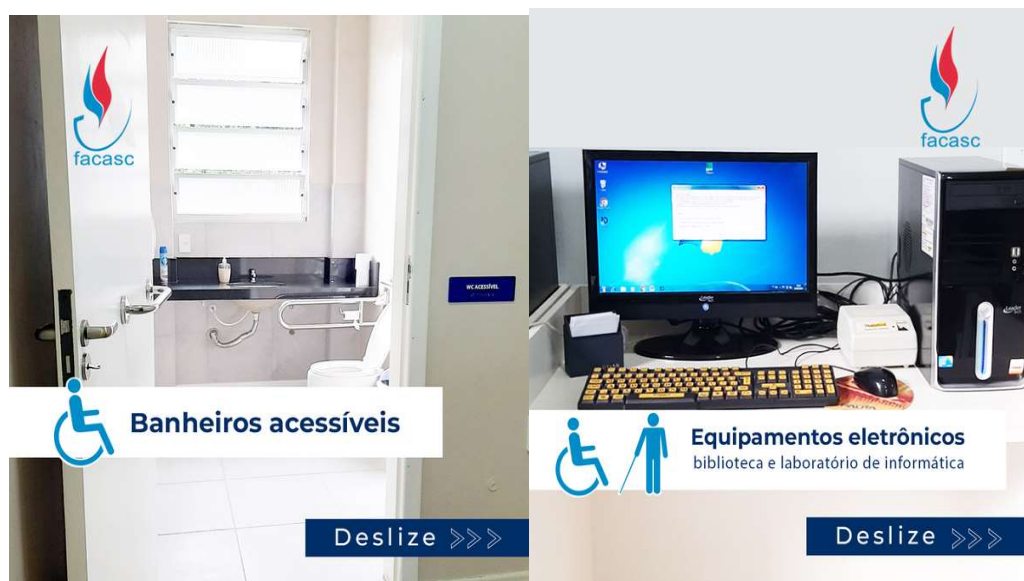 facasc
WC ACESSÍVEL
Banheiros acessíveis
Deslize >>>
facasc
Equipamentos eletrônicos
biblioteca e laboratório de informática
Deslize >>>